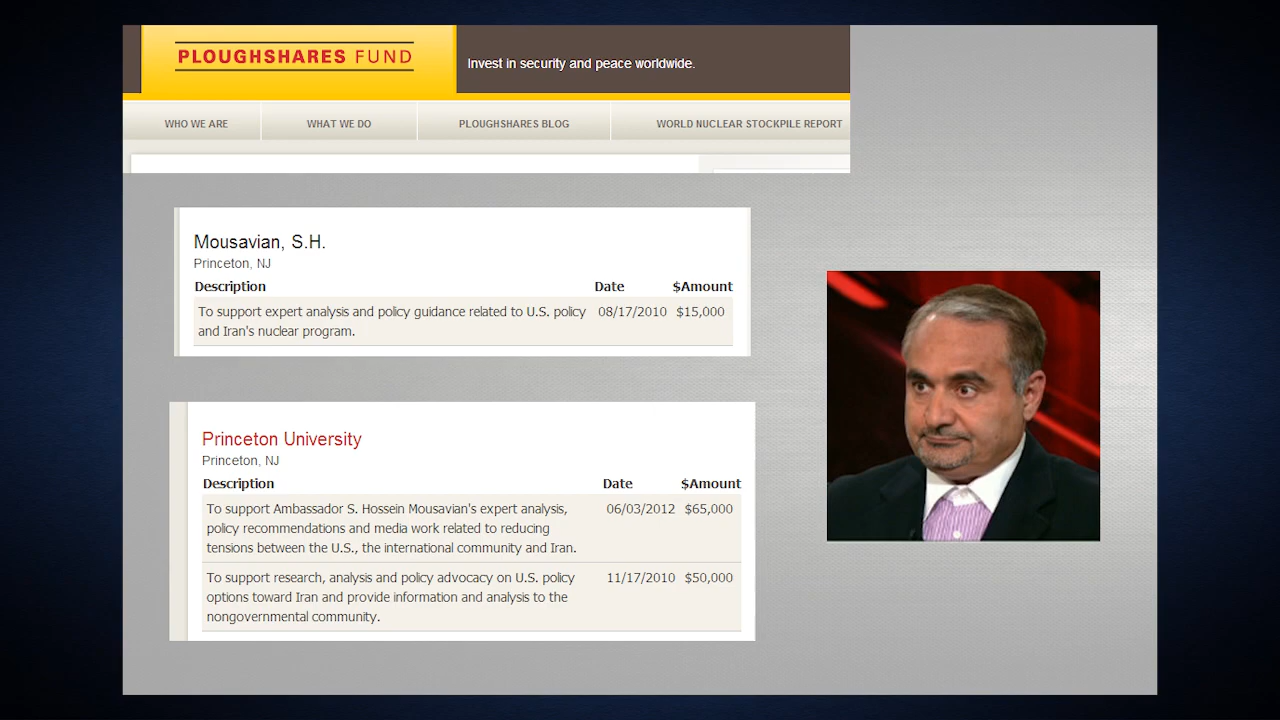 PLOUGHSHARES FUND
Invest in security and peace worldwide.
WHO WE ARE WHAT WE DO PLOUGHSHARES BLOG WORLD NUCLEAR STOCKPILE REPORT
Mousavian, S.H.
Princeton, NJ
Description Date $Amount
To support expert analysis and policy guidance related to U.S. policy 08/17/2010 $15,000
and Iran's nuclear program.
Princeton University
Princeton, NJ
Description Date $Amount
To support Ambassador S. Hossein Mousavian's expert analysis, 06/03/2012 $65,000
policy recommendations and media work related to reducing
tensions between the U.S., the international community and Iran.
To support research, analysis and policy advocacy on U.S. policy 11/17/2010 $50,000
options toward Iran and provide information and analysis to the
nongovernmental community.